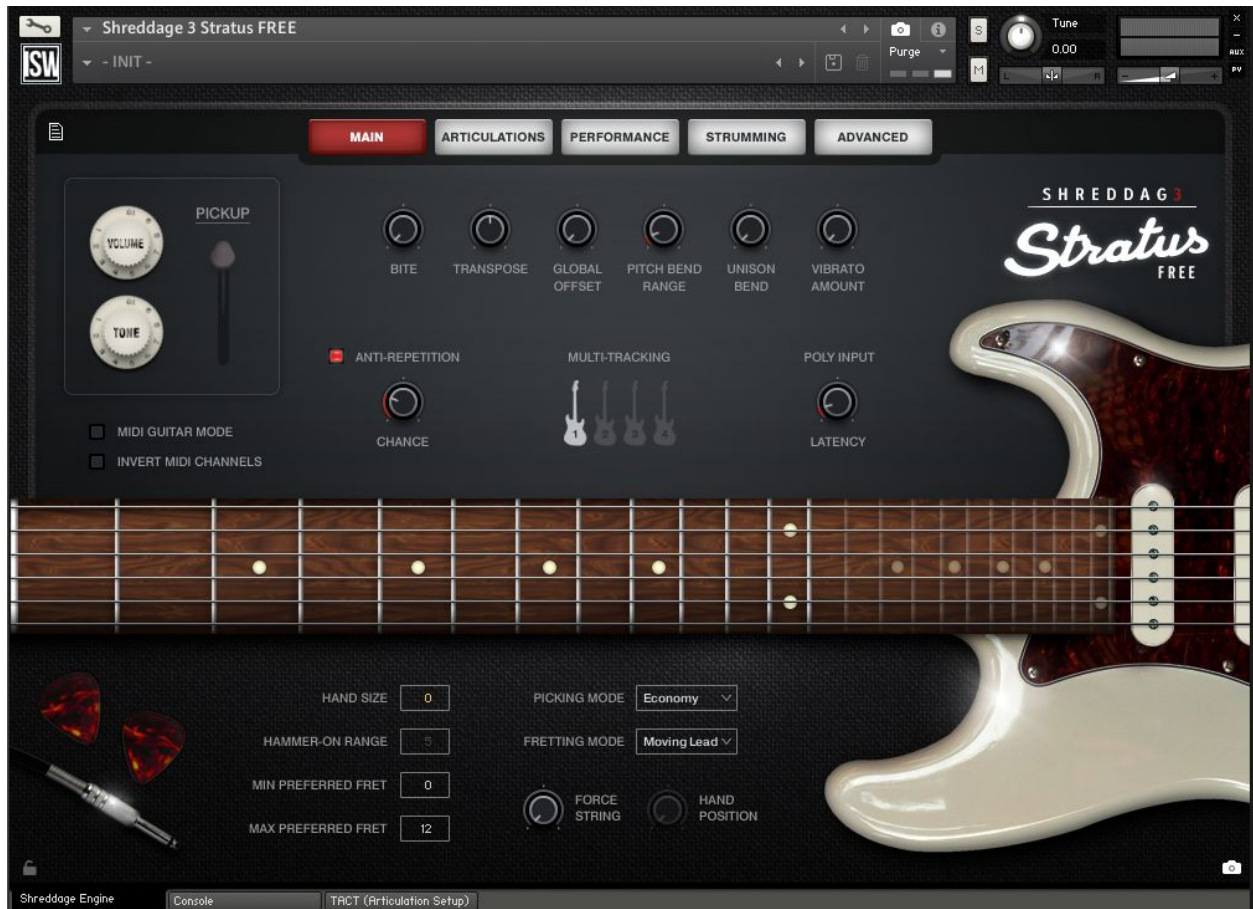 Shreddage 3 Stratus FREE
S
Tune
0.00
Purge
ISW
- INIT -
M
L
R
AUX
PV
MAIN
ARTICULATIONS
PERFORMANCE
STRUMMING
ADVANCED
SHREDDAG3
Stratus
FREE
PICKUP
VOLUME
TONE
BITE
TRANSPOSE
GLOBAL
OFFSET
PITCH BEND
RANGE
UNISON
BEND
VIBRATO
AMOUNT
ANTI-REPETITION
MULTI-TRACKING
POLY INPUT
1
2
3
4
CHANCE
LATENCY
MIDI GUITAR MODE
INVERT MIDI CHANNELS
HAND SIZE
0
PICKING MODE
Economy
HAMMER-ON RANGE
5
FRETTING MODE
Moving Lead
MIN PREFERRED FRET
0
FORCE
STRING
HAND
POSITION
MAX PREFERRED FRET
12
Shreddage Engine
Console
TACT (Articulation Setup)